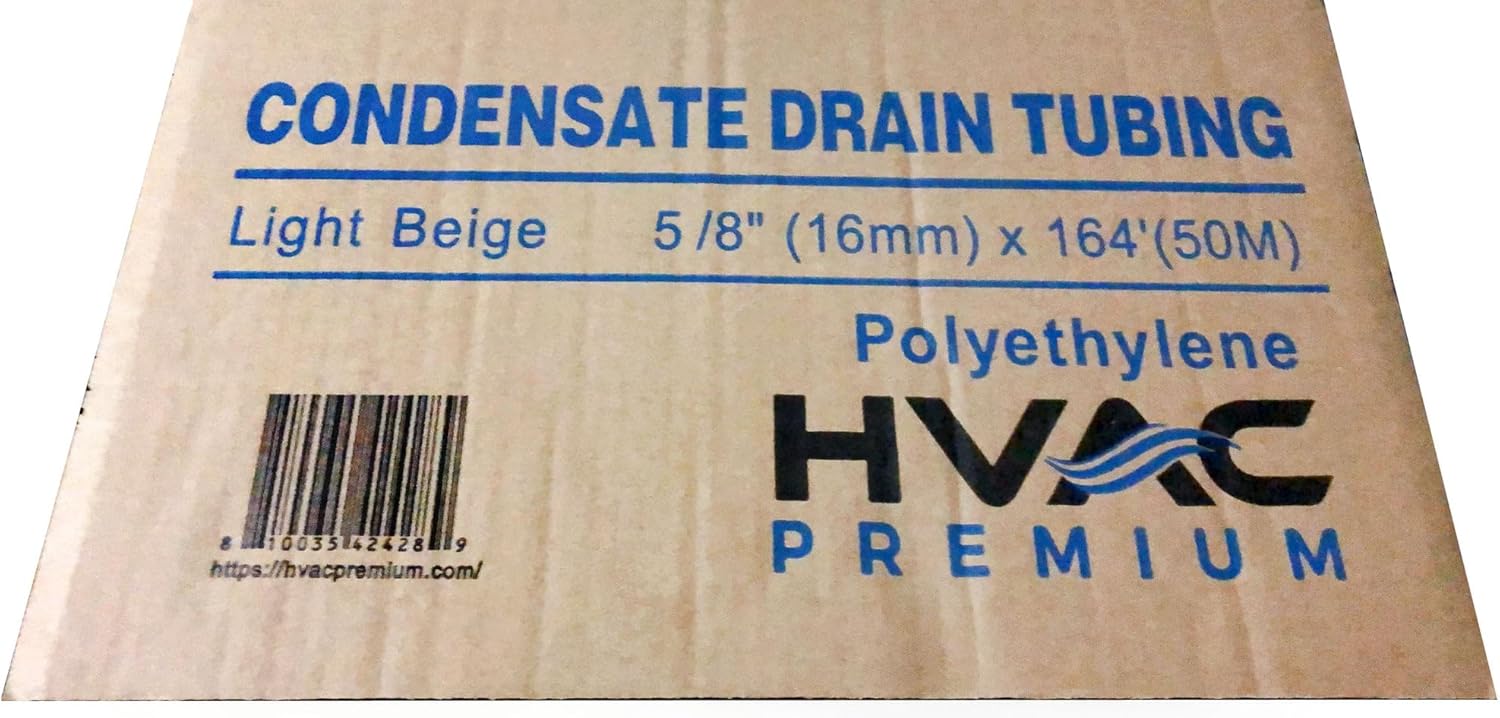 CONDENSATE DRAIN TUBING
Light Beige 5/8" (16mm) x 164'(50M)
Polyethylene
HVAC
PREMIUM
8 10035 42428 9
https://hvacpremium.com/